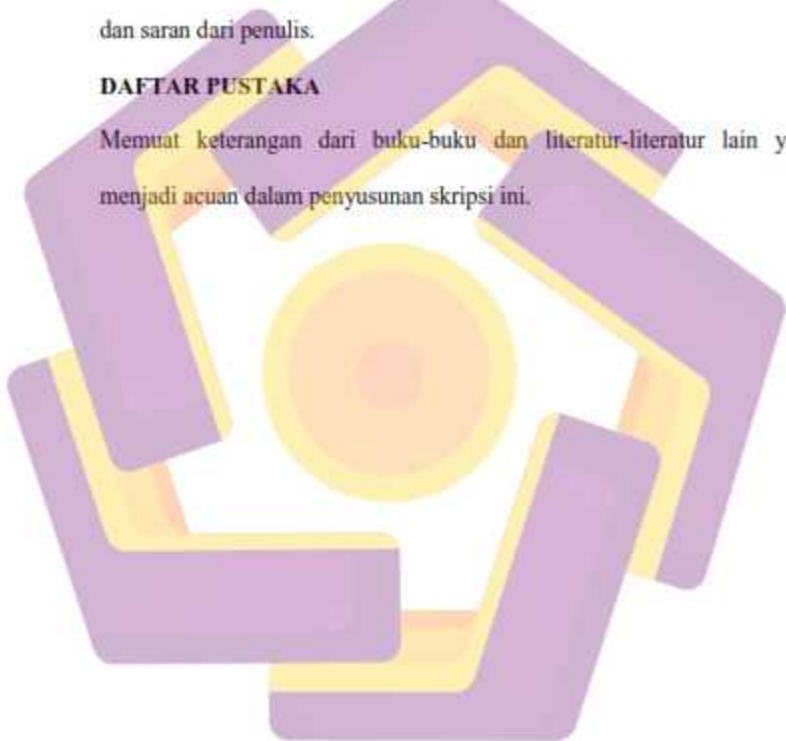 dan saran dari penulis.
DAFTAR PUSTAKA
Memuat keterangan dari buku-buku dan literatur-literatur lain y
menjadi acuan dalam penyusunan skripsi ini.